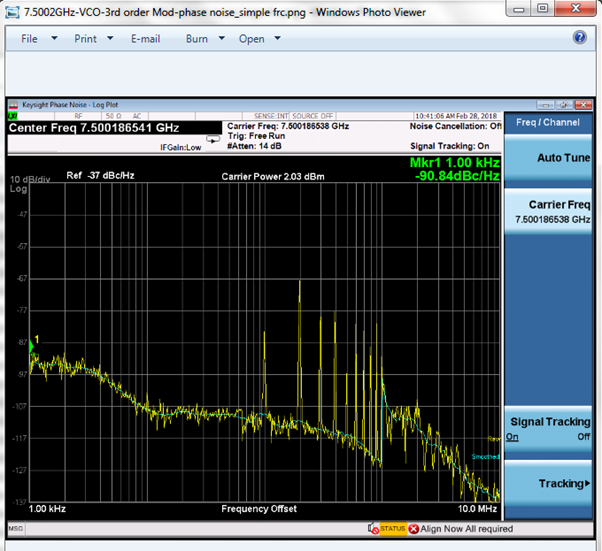 7.5002GHz-VCO-3rd order Mod-phase noise_simple frc.png - Windows Photo Viewer
File Print E-mail Burn Open
Keysight Phase Noise - Log Plot
RF 50 Ω AC SENSE:INT SOURCE OFF 10:41:06 AM Feb 28, 2018
Center Freq 7.500186541 GHz
Carrier Freq: 7.500186538 GHz
Noise Cancellation: Off
Trig: Free Run
IFGain:Low
#Atten: 14 dB
Signal Tracking: On
Mkr1 1.00 kHz
-90.84dBc/Hz
10 dB/div
Log
Ref -37 dBc/Hz
Carrier Power 2.03 dBm
-47
-57
-67
-77
-87
-97
-107
-117
-127
-137
1
Raw
Smoothed
1.00 kHz
Frequency Offset
10.0 MHz
Freq / Channel
Auto Tune
Carrier Freq
7.500186538 GHz
Signal Tracking
On Off
Tracking
MSG
STATUS
Align Now All required